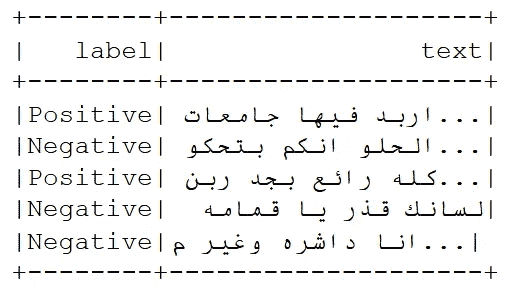 +--------+--------------------+
|   label|                text|
+--------+--------------------+
|Positive| اربد فيها جامعات...|
|Negative| الحلو انكم بتحكو...|
|Positive| كله رائع بجد ربن...|
|Negative| لسانك قذر يا قمامه|
|Negative| انا داشره وغير م...|
+--------+--------------------+